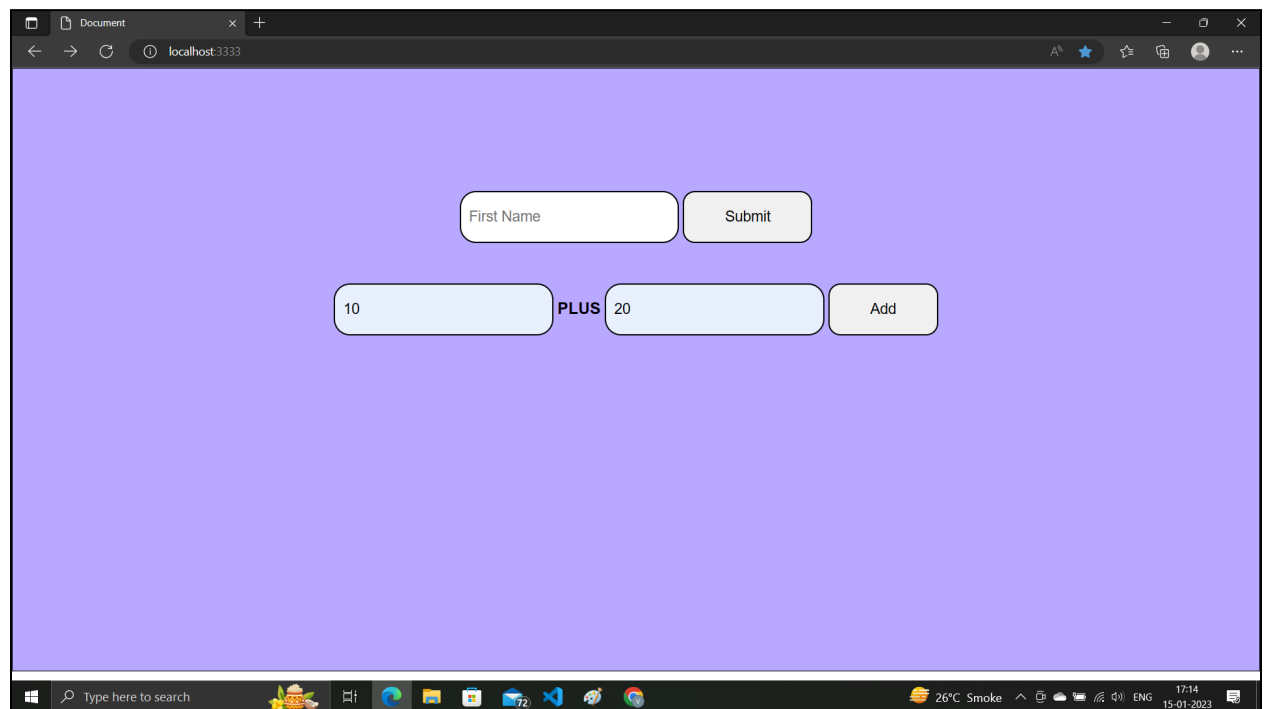 Document
localhost:3333
First Name Submit
10 PLUS 20 Add
Type here to search 72 26°C Smoke ENG 17:14
15-01-2023